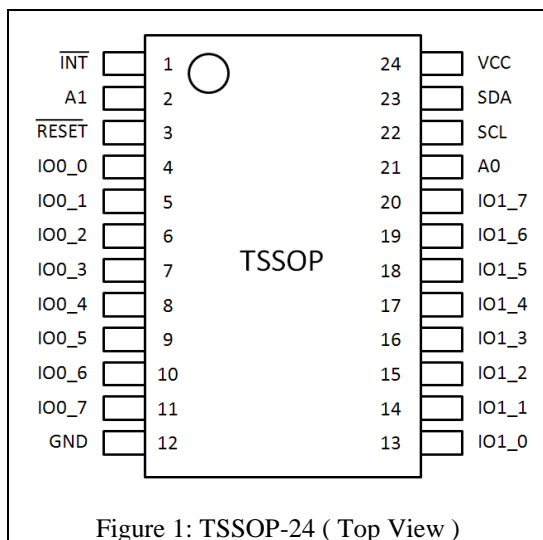 INT 1 24 VCC
A1 2 23 SDA
RESET 3 22 SCL
IO0_0 4 21 A0
IO0_1 5 20 IO1_7
IO0_2 6 19 IO1_6
TSSOP
IO0_3 7 18 IO1_5
IO0_4 8 17 IO1_4
IO0_5 9 16 IO1_3
IO0_6 10 15 IO1_2
IO0_7 11 14 IO1_1
GND 12 13 IO1_0
Figure 1: TSSOP-24 ( Top View )